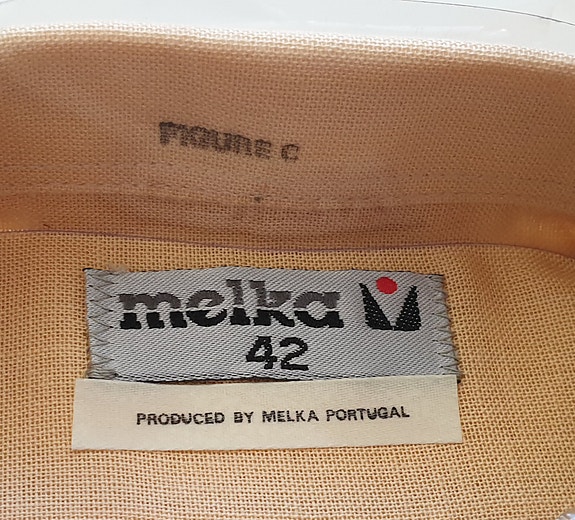 FIGURE C
melka
42
PRODUCED BY MELKA PORTUGAL